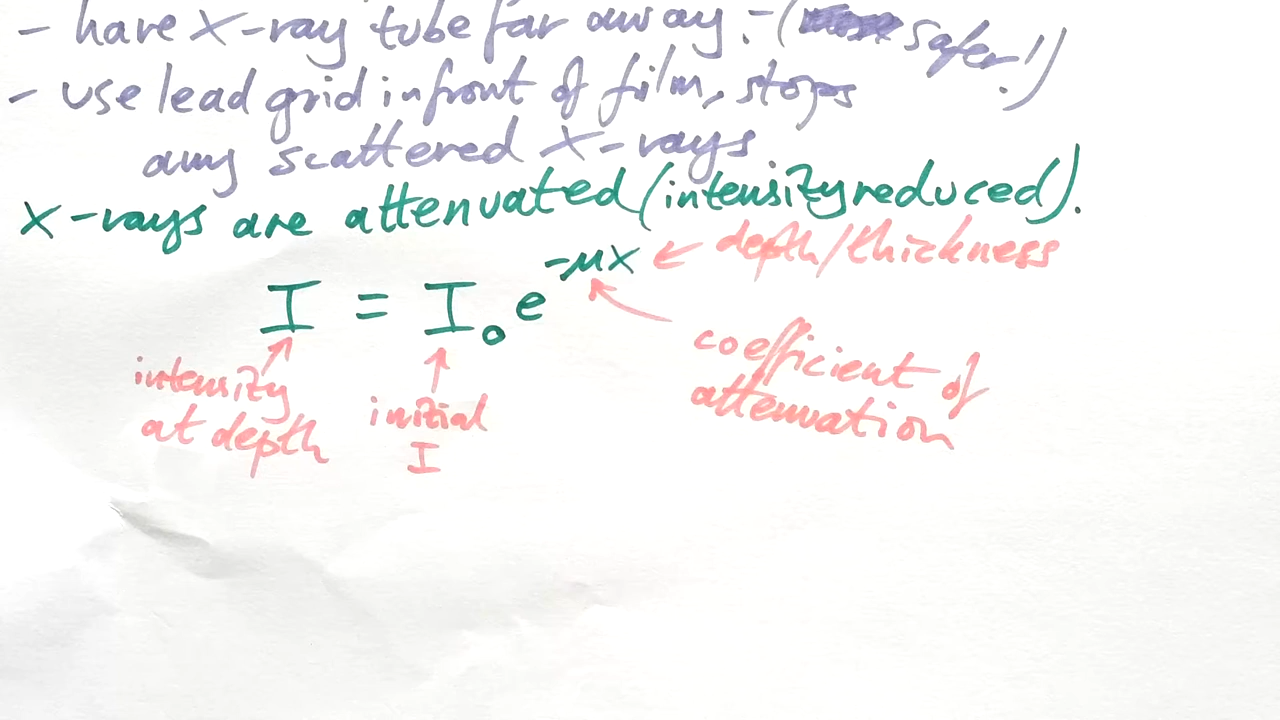 - have X-ray tube far away. - ( safer!)
- use lead grid infront of film, stops
any scattered X-rays
X-rays are attenuated (intensity reduced).
I = I₀ e^-μx ← depth/thickness
coefficient of
attenuation
intensity
at depth
initial
I